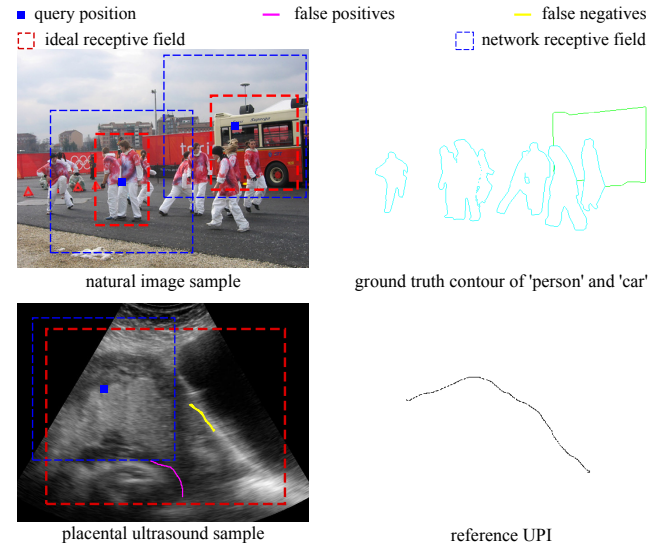 query position false positives false negatives
ideal receptive field network receptive field
natural image sample ground truth contour of 'person' and 'car'
placental ultrasound sample reference UPI